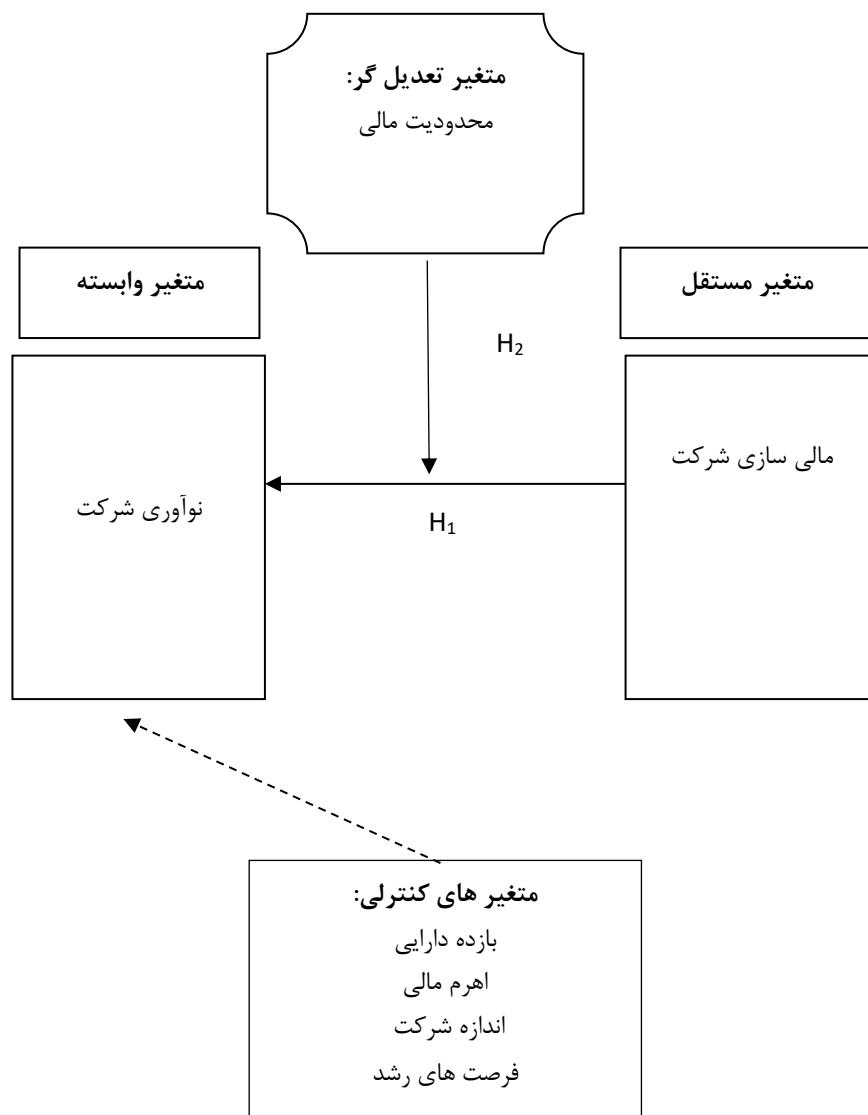 متغیر تعدیل گر:
محدودیت مالی
متغیر مستقل
متغیر وابسته
H₂
مالی سازی شرکت
نوآوری شرکت
H₁
متغیر های کنترلی:
بازده دارایی
اهرم مالی
اندازه شرکت
فرصت های رشد